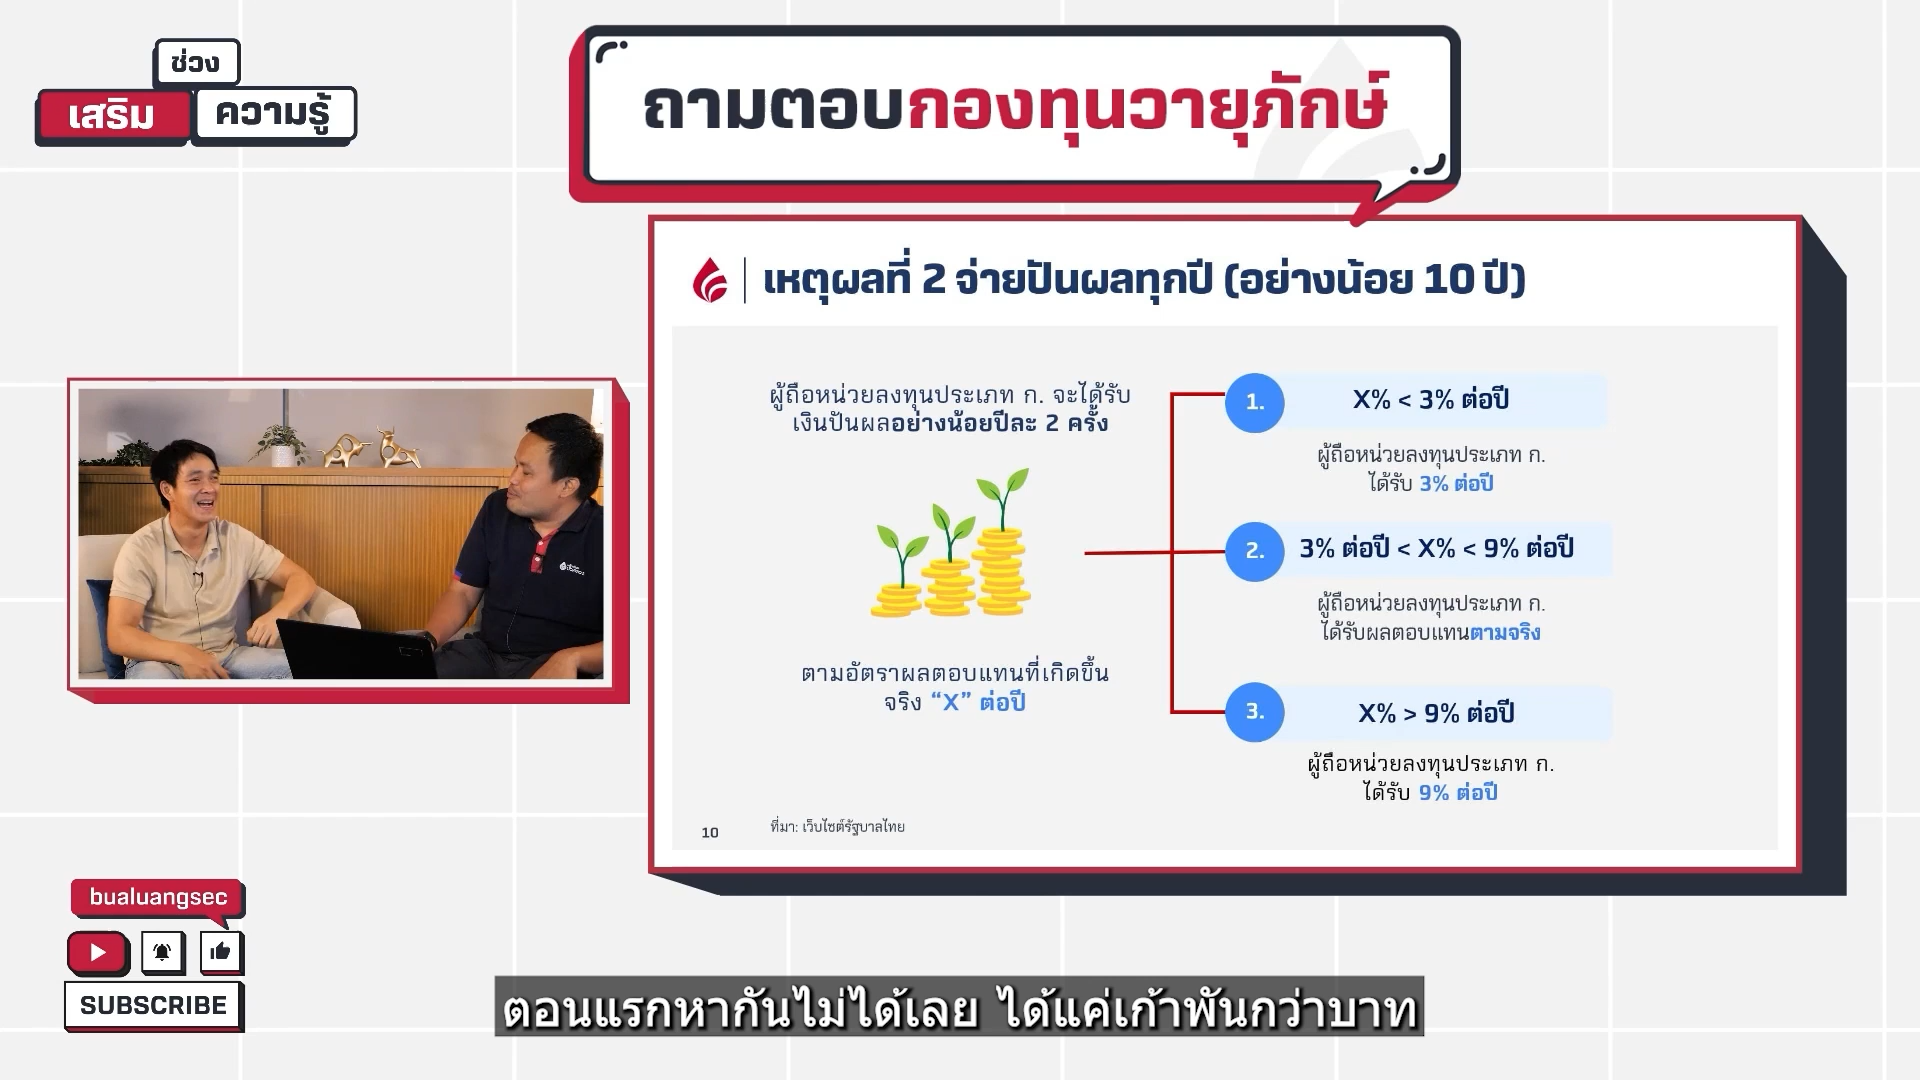 ช่วง
เสริม ความรู้
ถามตอบกองทุนวายุภักษ์
เหตุผลที่ 2 จ่ายปันผลทุกปี (อย่างน้อย 10 ปี)
ผู้ถือหน่วยลงทุนประเภท ก. จะได้รับ
เงินปันผลอย่างน้อยปีละ 2 ครั้ง
ตามอัตราผลตอบแทนที่เกิดขึ้น
จริง “X” ต่อปี
1. X% < 3% ต่อปี
ผู้ถือหน่วยลงทุนประเภท ก.
ได้รับ 3% ต่อปี
2. 3% ต่อปี < X% < 9% ต่อปี
ผู้ถือหน่วยลงทุนประเภท ก.
ได้รับผลตอบแทนตามจริง
3. X% > 9% ต่อปี
ผู้ถือหน่วยลงทุนประเภท ก.
ได้รับ 9% ต่อปี
10 ที่มา: เว็บไซต์รัฐบาลไทย
bualuangsec
SUBSCRIBE
ตอนแรกหากันไม่ได้เลย ได้แค่เก้าพันกว่าบาท